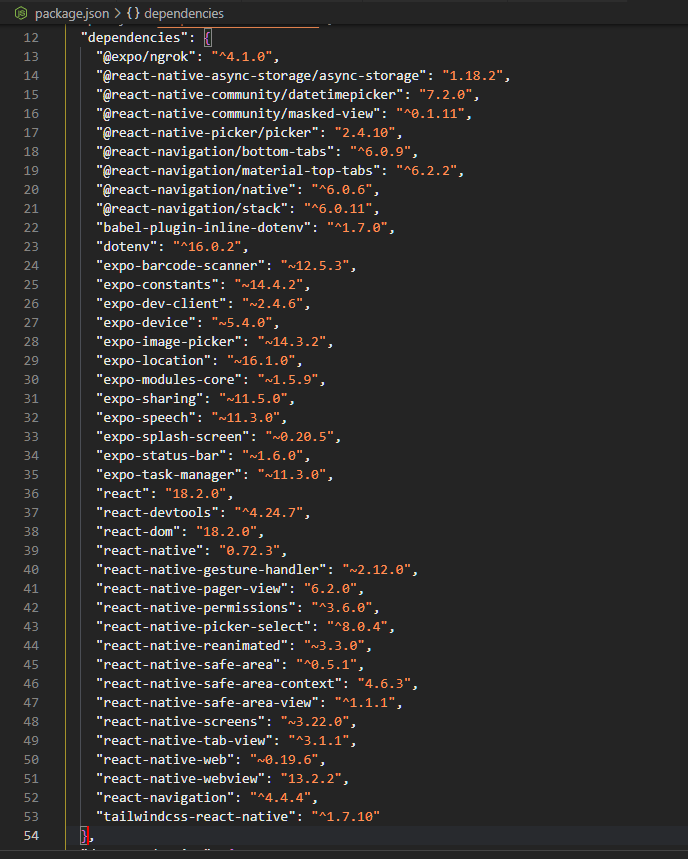 package.json > {} dependencies
12 "dependencies": {
13 "@expo/ngrok": "^4.1.0",
14 "@react-native-async-storage/async-storage": "1.18.2",
15 "@react-native-community/datetimepicker": "7.2.0",
16 "@react-native-community/masked-view": "^0.1.11",
17 "@react-native-picker/picker": "2.4.10",
18 "@react-navigation/bottom-tabs": "^6.0.9",
19 "@react-navigation/material-top-tabs": "^6.2.2",
20 "@react-navigation/native": "^6.0.6",
21 "@react-navigation/stack": "^6.0.11",
22 "babel-plugin-inline-dotenv": "^1.7.0",
23 "dotenv": "^16.0.2",
24 "expo-barcode-scanner": "~12.5.3",
25 "expo-constants": "~14.4.2",
26 "expo-dev-client": "~2.4.6",
27 "expo-device": "~5.4.0",
28 "expo-image-picker": "~14.3.2",
29 "expo-location": "~16.1.0",
30 "expo-modules-core": "~1.5.9",
31 "expo-sharing": "~11.5.0",
32 "expo-speech": "~11.3.0",
33 "expo-splash-screen": "~0.20.5",
34 "expo-status-bar": "~1.6.0",
35 "expo-task-manager": "~11.3.0",
36 "react": "18.2.0",
37 "react-devtools": "^4.24.7",
38 "react-dom": "18.2.0",
39 "react-native": "0.72.3",
40 "react-native-gesture-handler": "~2.12.0",
41 "react-native-pager-view": "6.2.0",
42 "react-native-permissions": "^3.6.0",
43 "react-native-picker-select": "^8.0.4",
44 "react-native-reanimated": "~3.3.0",
45 "react-native-safe-area": "^0.5.1",
46 "react-native-safe-area-context": "4.6.3",
47 "react-native-safe-area-view": "^1.1.1",
48 "react-native-screens": "~3.22.0",
49 "react-native-tab-view": "^3.1.1",
50 "react-native-web": "~0.19.6",
51 "react-native-webview": "13.2.2",
52 "react-navigation": "^4.4.4",
53 "tailwindcss-react-native": "^1.7.10"
54 },